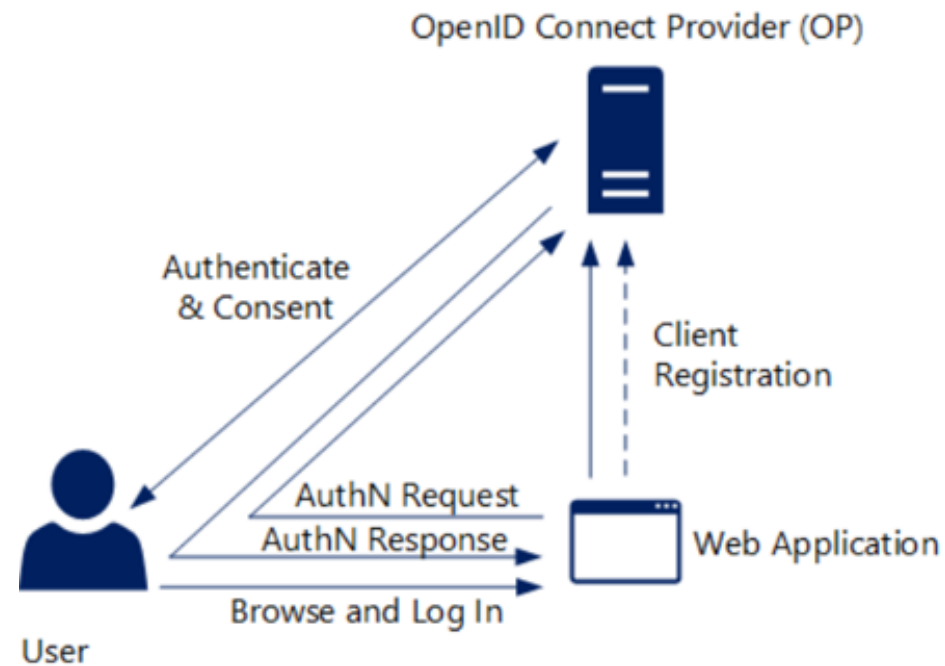 OpenID Connect Provider (OP)
Authenticate
& Consent
Client
Registration
AuthN Request
AuthN Response
Web Application
Browse and Log In
User